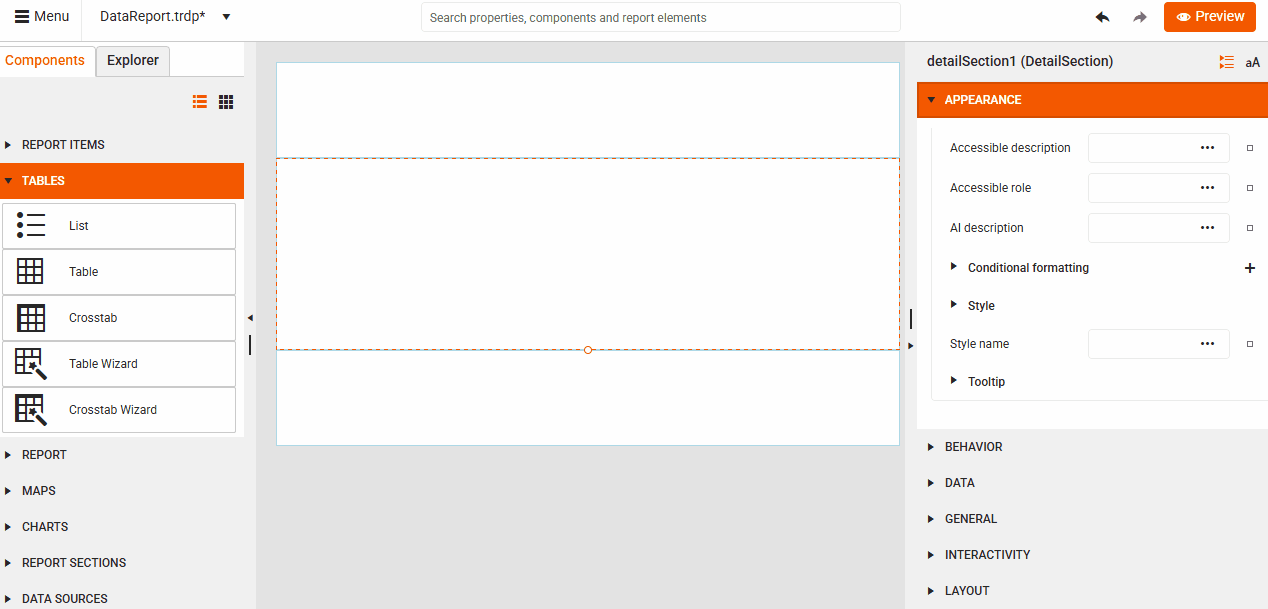 Menu
DataReport.trdp*
Search properties, components and report elements
Preview
Components
Explorer
REPORT ITEMS
TABLES
List
Table
Crosstab
Table Wizard
Crosstab Wizard
REPORT
MAPS
CHARTS
REPORT SECTIONS
DATA SOURCES
detailSection1 (DetailSection)
aA
APPEARANCE
Accessible description
Accessible role
AI description
Conditional formatting
Style
Style name
Tooltip
BEHAVIOR
DATA
GENERAL
INTERACTIVITY
LAYOUT